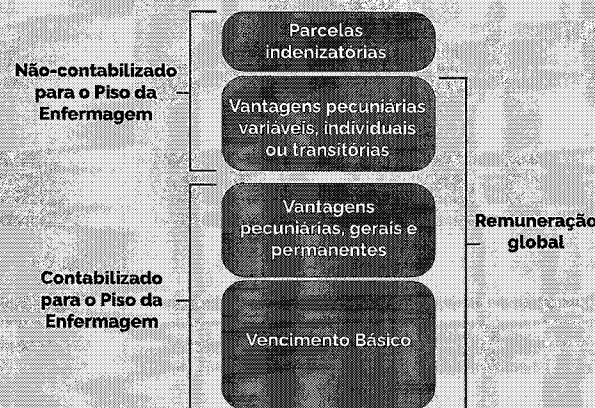 Parcelas
indenizatórias
Não-contabilizado
para o Piso da
Enfermagem
Vantagens pecuniárias
variáveis, individuais
ou transitórias
Vantagens
pecuniárias, gerais e
permanentes
Remuneração
global
Contabilizado
para o Piso da
Enfermagem
Vencimento Básico